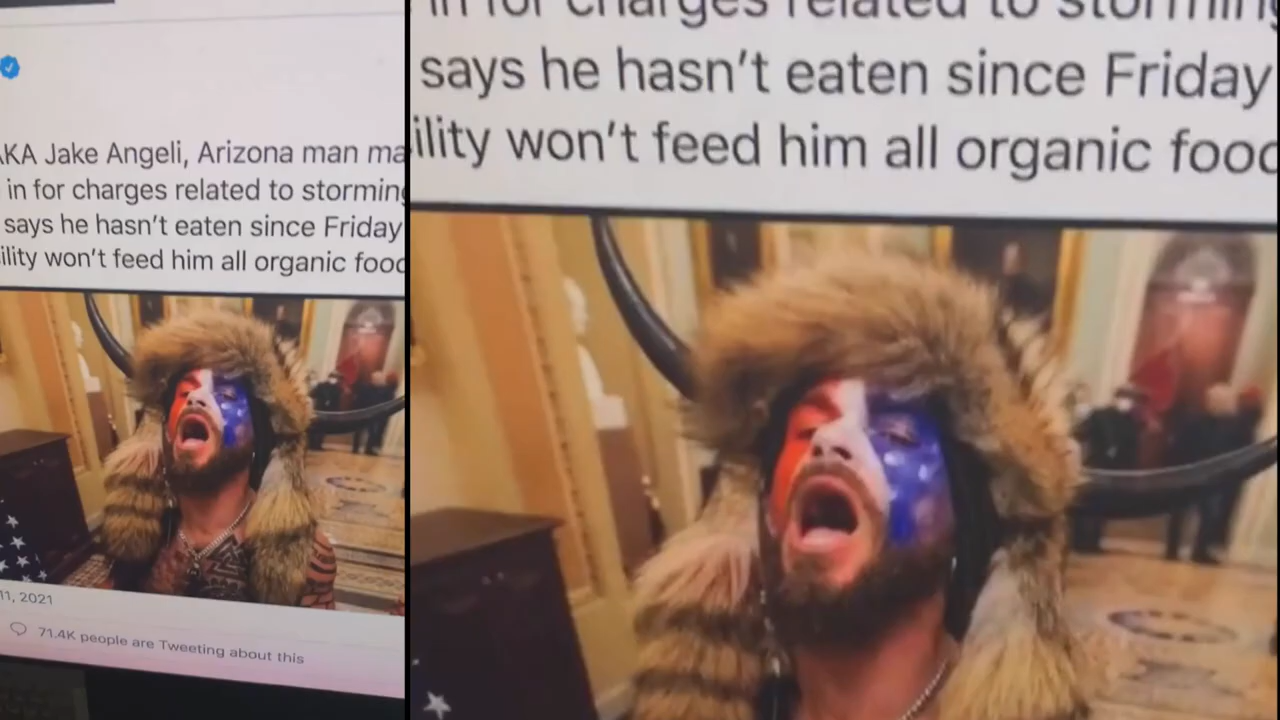 AKA Jake Angeli, Arizona man ma
in for charges related to storming
says he hasn't eaten since Friday
ility won't feed him all organic food
11, 2021
71.4K people are Tweeting about this
in for charges related to storming
says he hasn't eaten since Friday
ility won't feed him all organic food